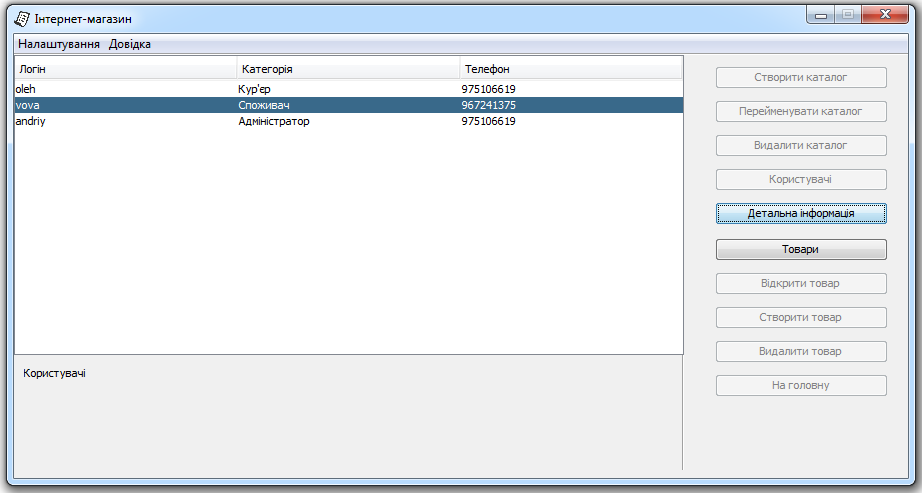 Інтернет-магазин
Налаштування Довідка
Логін Категорія Телефон
oleh Кур'єр 975106619
vova Споживач 967241375
andriy Адміністратор 975106619
Створити каталог
Перейменувати каталог
Видалити каталог
Користувачі
Детальна інформація
Товари
Відкрити товар
Створити товар
Видалити товар
На головну
Користувачі